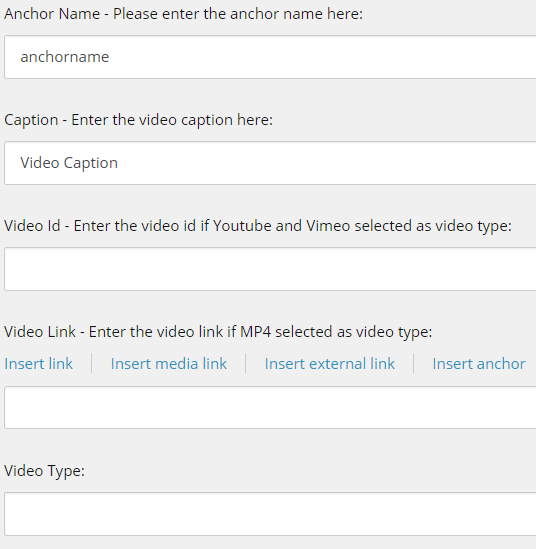 Anchor Name - Please enter the anchor name here:
anchorname
Caption - Enter the video caption here:
Video Caption
Video Id - Enter the video id if Youtube and Vimeo selected as video type:
Video Link - Enter the video link if MP4 selected as video type:
Insert link Insert media link Insert external link Insert anchor
Video Type: